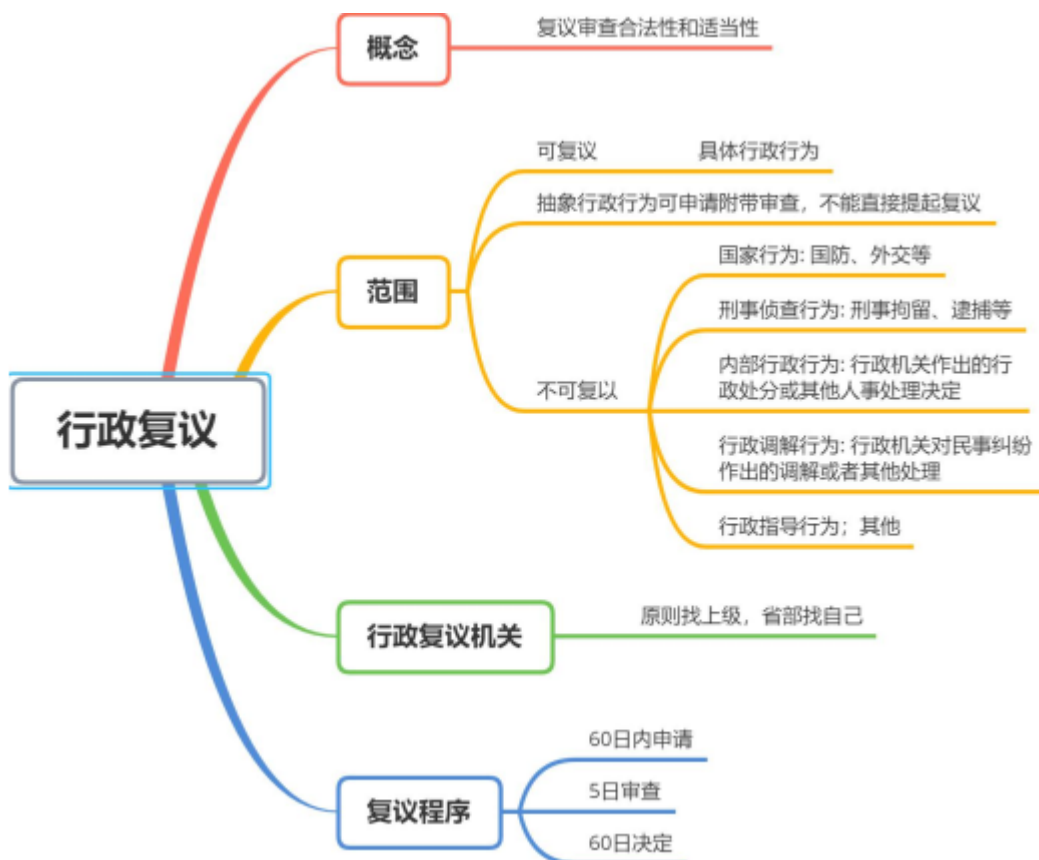 概念
复议审查合法性和适当性
可复议
具体行政行为
抽象行政行为可申请附带审查，不能直接提起复议
范围
国家行为: 国防、外交等
刑事侦查行为: 刑事拘留、逮捕等
不可复以
内部行政行为: 行政机关作出的行
政处分或其他人事处理决定
行政调解行为: 行政机关对民事纠纷
作出的调解或者其他处理
行政指导行为；其他
行政复议
行政复议机关
原则找上级，省部找自己
复议程序
60日内申请
5日审查
60日决定